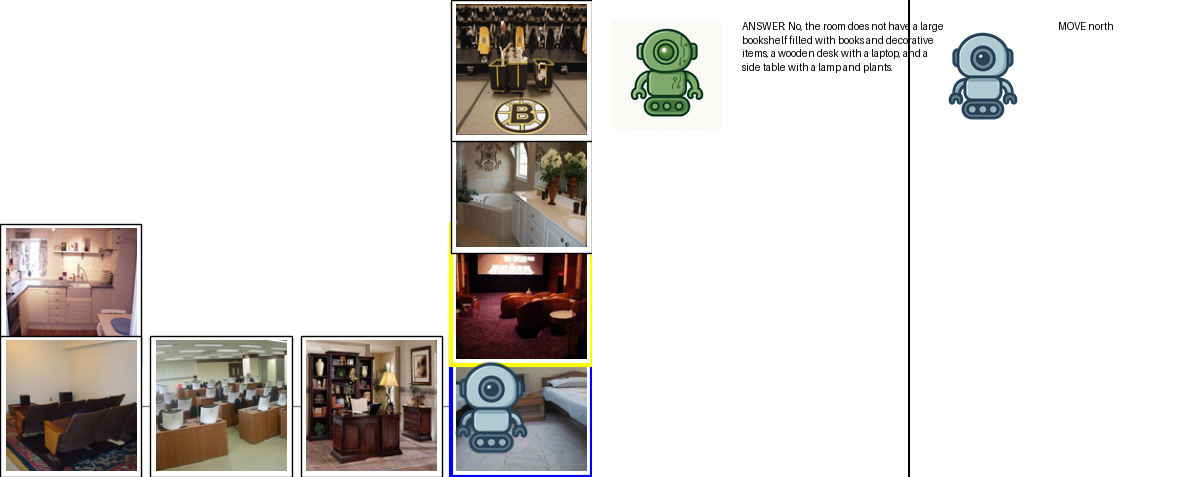 ANSWER: No, the room does not have a large
bookshelf filled with books and decorative
items, a wooden desk with a laptop, and a
side table with a lamp and plants.
MOVE north
B